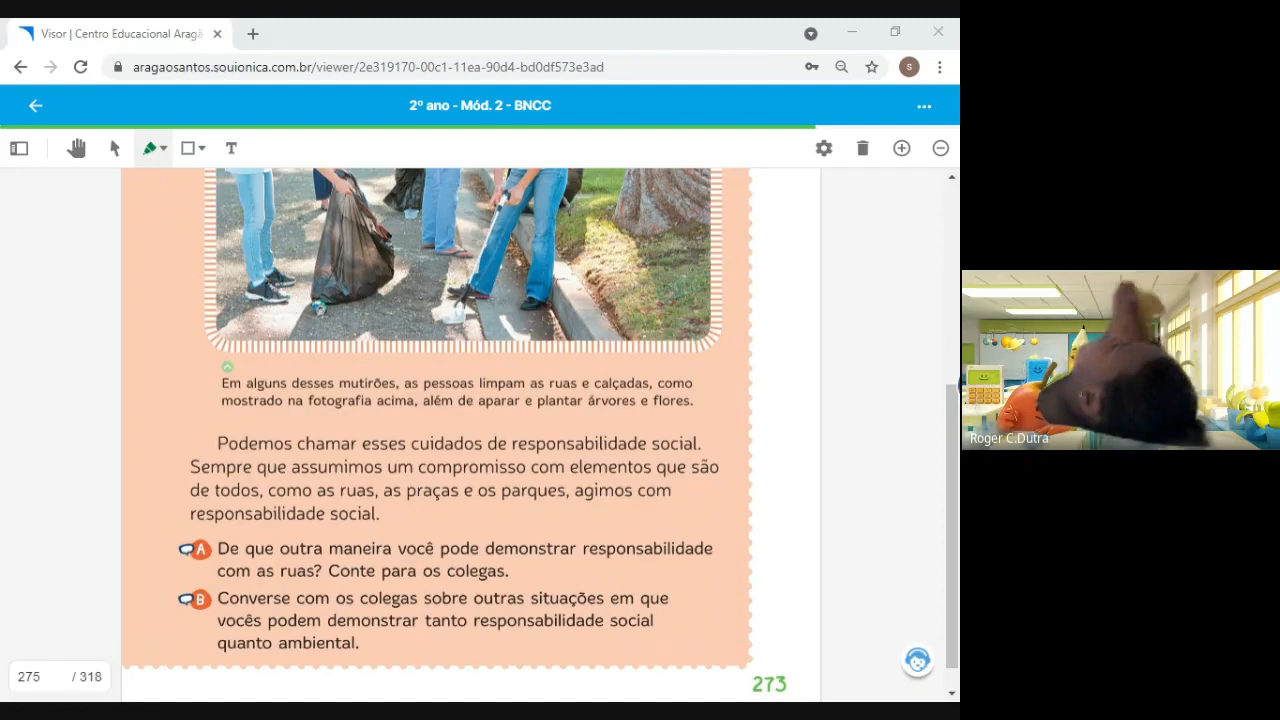 Visor | Centro Educacional Aragã
aragaosantos.souionica.com.br/viewer/2e319170-00c1-11ea-90d4-bd0df573e3ad
S
2º ano - Mód. 2 - BNCC
T
Em alguns desses mutirões, as pessoas limpam as ruas e calçadas, como
mostrado na fotografia acima, além de aparar e plantar árvores e flores.
Podemos chamar esses cuidados de responsabilidade social.
Sempre que assumimos um compromisso com elementos que são
de todos, como as ruas, as praças e os parques, agimos com
responsabilidade social.
A De que outra maneira você pode demonstrar responsabilidade
com as ruas? Conte para os colegas.
B Converse com os colegas sobre outras situações em que
vocês podem demonstrar tanto responsabilidade social
quanto ambiental.
275 / 318
273
Roger C.Dutra